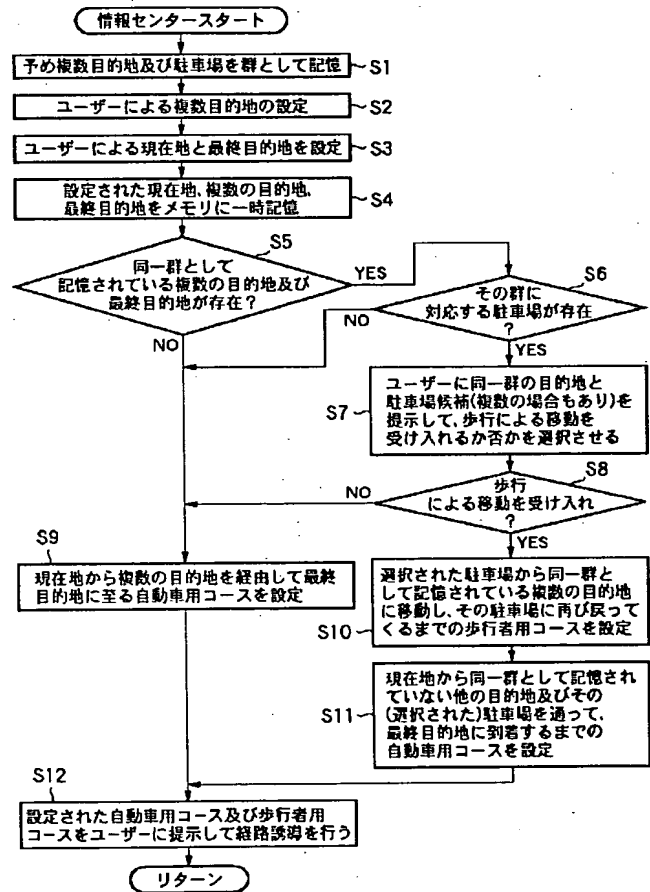 情報センタースタート
予め複数目的地及び駐車場を群として記憶
S1
ユーザーによる複数目的地の設定
S2
ユーザーによる現在地と最終目的地を設定
S3
設定された現在地、複数の目的地、
最終目的地をメモリに一時記憶
S4
S5
同一群として
記憶されている複数の目的地及び
最終目的地が存在?
YES
NO
S6
その群に
対応する駐車場が存在
?
NO
YES
S7
ユーザーに同一群の目的地と
駐車場候補(複数の場合もあり)を
提示して、歩行による移動を
受け入れるか否かを選択させる
S8
歩行
による移動を受け入れ
?
NO
YES
S9
現在地から複数の目的地を経由して最終
目的地に至る自動車用コースを設定
S10
選択された駐車場から同一群と
して記憶されている複数の目的地
に移動し、その駐車場に再び戻って
くるまでの歩行者用コースを設定
S11
現在地から同一群として記憶され
ていない他の目的地及びその
(選択された)駐車場を通って、
最終目的地に到着するまでの
自動車用コースを設定
S12
設定された自動車用コース及び歩行者用
コースをユーザーに提示して経路誘導を行う
リターン